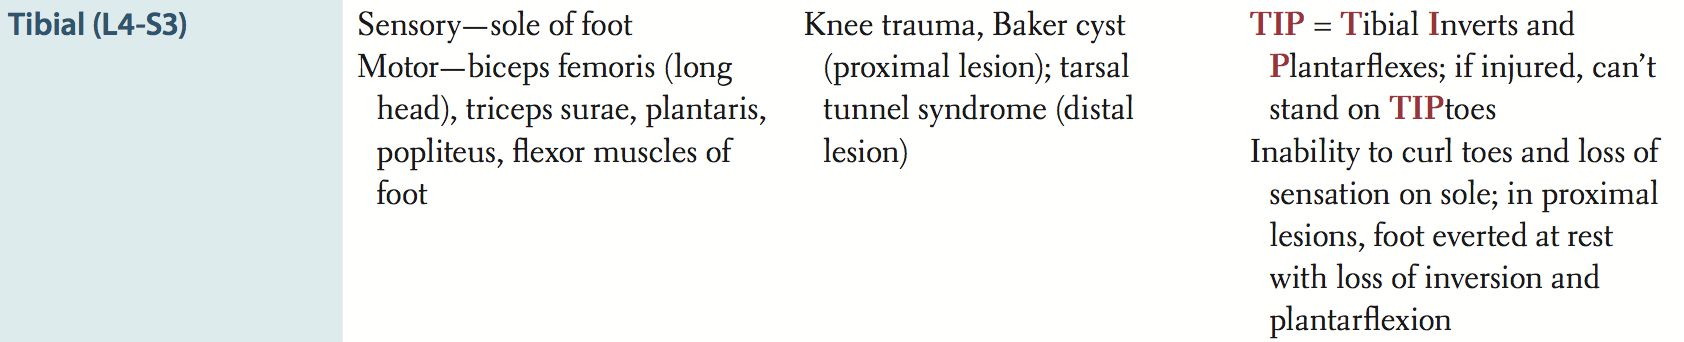 Tibial (L4-S3)
Sensory—sole of foot
Motor—biceps femoris (long
head), triceps surae, plantaris,
popliteus, flexor muscles of
foot
Knee trauma, Baker cyst
(proximal lesion); tarsal
tunnel syndrome (distal
lesion)
TIP = Tibial Inverts and
Plantarflexes; if injured, can’t
stand on TIPtoes
Inability to curl toes and loss of
sensation on sole; in proximal
lesions, foot everted at rest
with loss of inversion and
plantarflexion